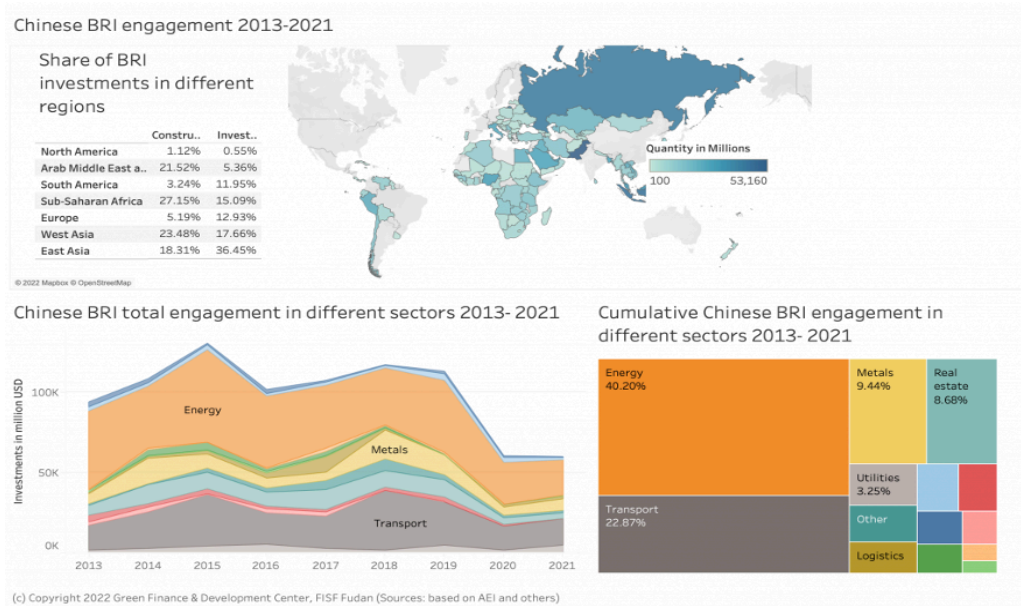 Chinese BRI engagement 2013-2021
Share of BRI
investments in different
regions
Constru.. Invest..
North America 1.12% 0.55%
Arab Middle East a.. 21.52% 5.36%
South America 3.24% 11.95%
Sub-Saharan Africa 27.15% 15.09%
Europe 5.19% 12.93%
West Asia 23.48% 17.66%
East Asia 18.31% 36.45%
Quantity in Millions
100 53,160
© 2022 Mapbox © OpenStreetMap
Chinese BRI total engagement in different sectors 2013- 2021
Investments in million USD
100K
50K
0K
Energy
Metals
Transport
2013 2014 2015 2016 2017 2018 2019 2020 2021
Cumulative Chinese BRI engagement in
different sectors 2013- 2021
Energy
40.20%
Transport
22.87%
Metals
9.44%
Real
estate
8.68%
Utilities
3.25%
Other
Logistics
(c) Copyright 2022 Green Finance & Development Center, FISF Fudan (Sources: based on AEI and others)